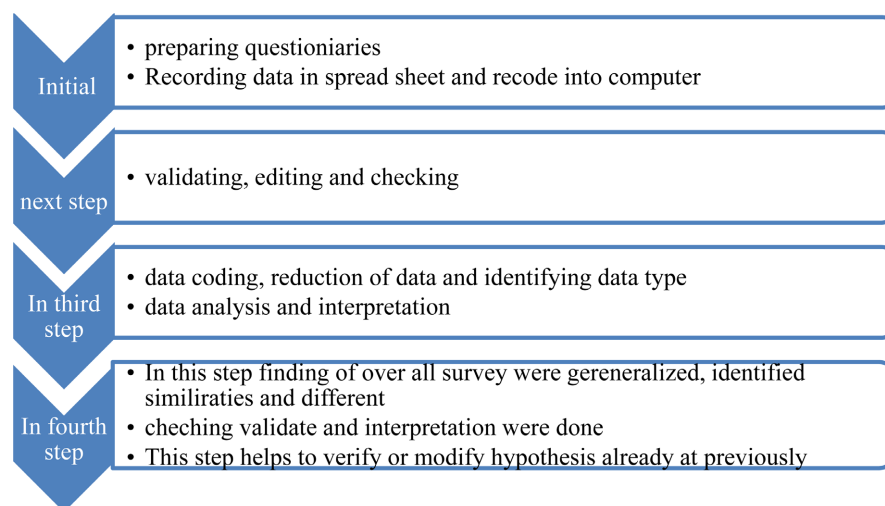 Initial
• preparing questioniaries
• Recording data in spread sheet and recode into computer
next step
• validating, editing and checking
In third
step
• data coding, reduction of data and identifying data type
• data analysis and interpretation
In fourth
step
• In this step finding of over all survey were gereneralized, identified
similiraties and different
• cheching validate and interpretation were done
• This step helps to verify or modify hypothesis already at previously